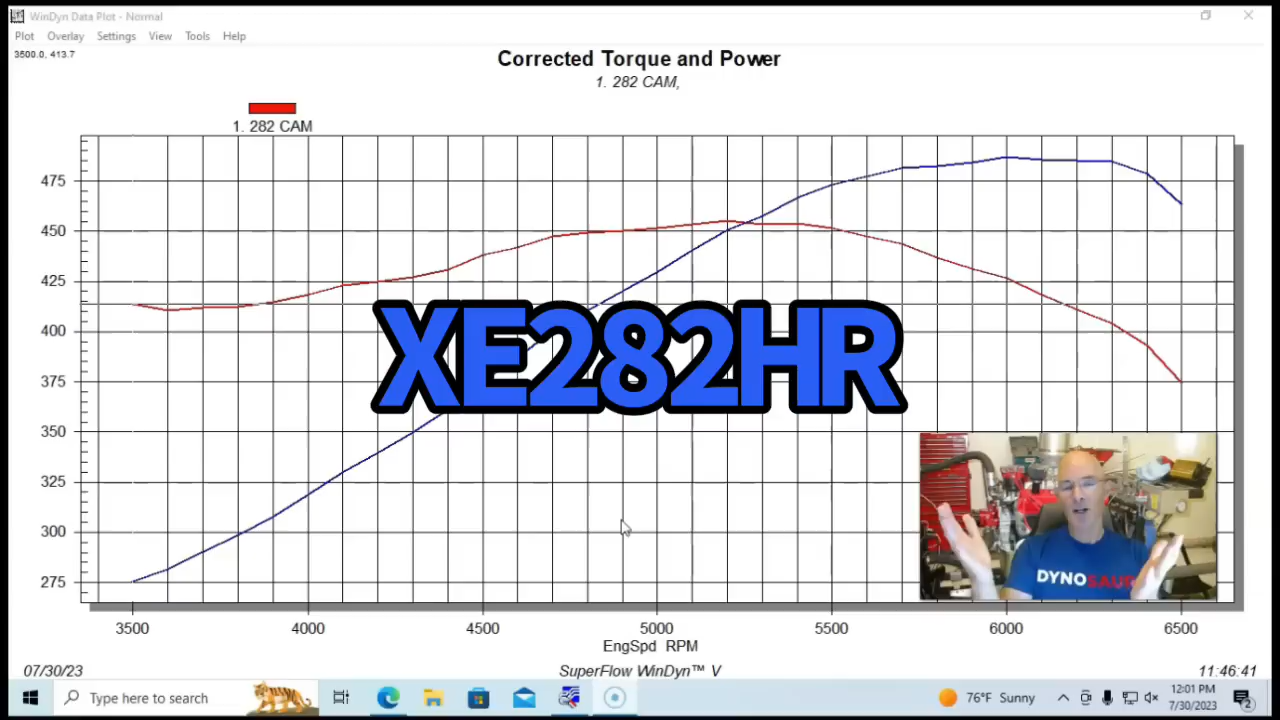 WinDyn Data Plot - Normal
Plot Overlay Settings View Tools Help
3500.0, 413.7
Corrected Torque and Power
1. 282 CAM,
1. 282 CAM
475
450
425
400
375
350
325
300
275
XE282HR
DYNOSAUR
3500 4000 4500 5000 5500 6000 6500
EngSpd RPM
07/30/23 SuperFlow WinDyn™ V 11:46:41
Type here to search
76°F Sunny
12:01 PM
7/30/2023
2